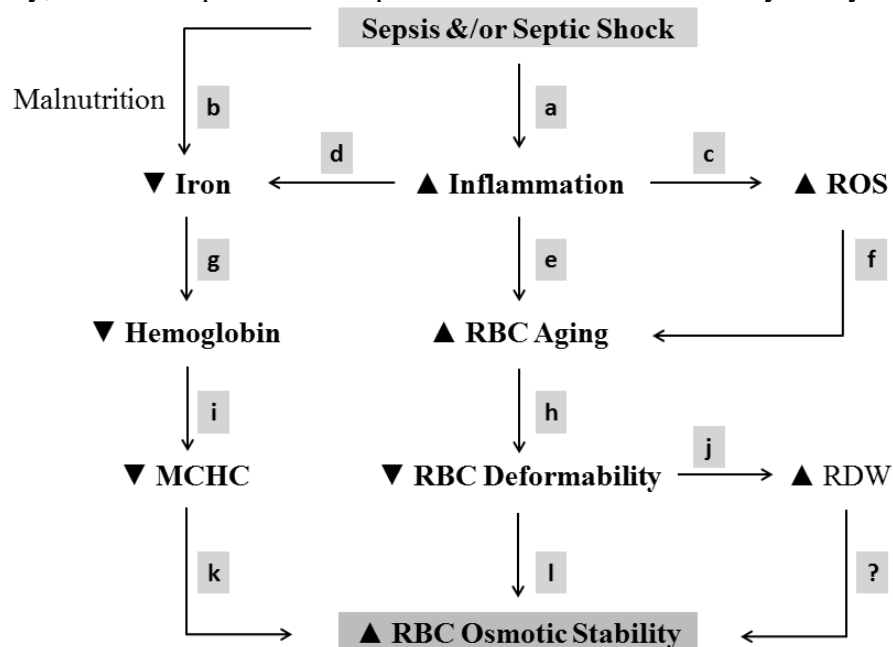 Sepsis &/or Septic Shock
Malnutrition
b
a
d
c
▼ Iron
▲ Inflammation
▲ ROS
g
e
f
▼ Hemoglobin
▲ RBC Aging
i
h
j
▼ MCHC
▼ RBC Deformability
▲ RDW
k
l
?
▲ RBC Osmotic Stability